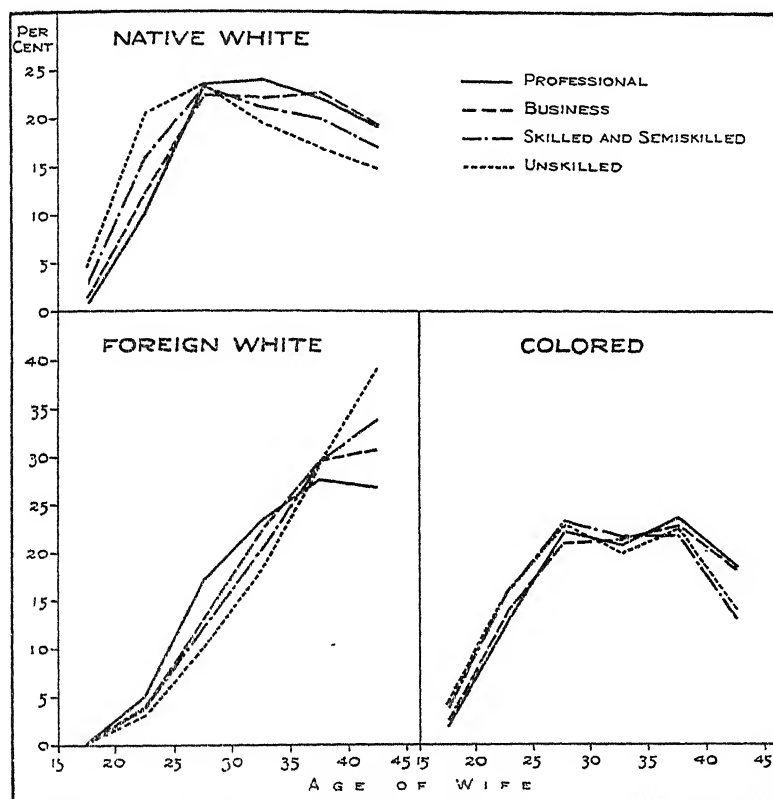 PER CENT
NATIVE WHITE
25
20
15
10
5
0
PROFESSIONAL
BUSINESS
SKILLED AND SEMISKILLED
UNSKILLED
FOREIGN WHITE
COLORED
40
35
30
25
20
15
10
5
0
15 20 25 30 35 40 45 15 20 25 30 35 40 45
AGE OF WIFE